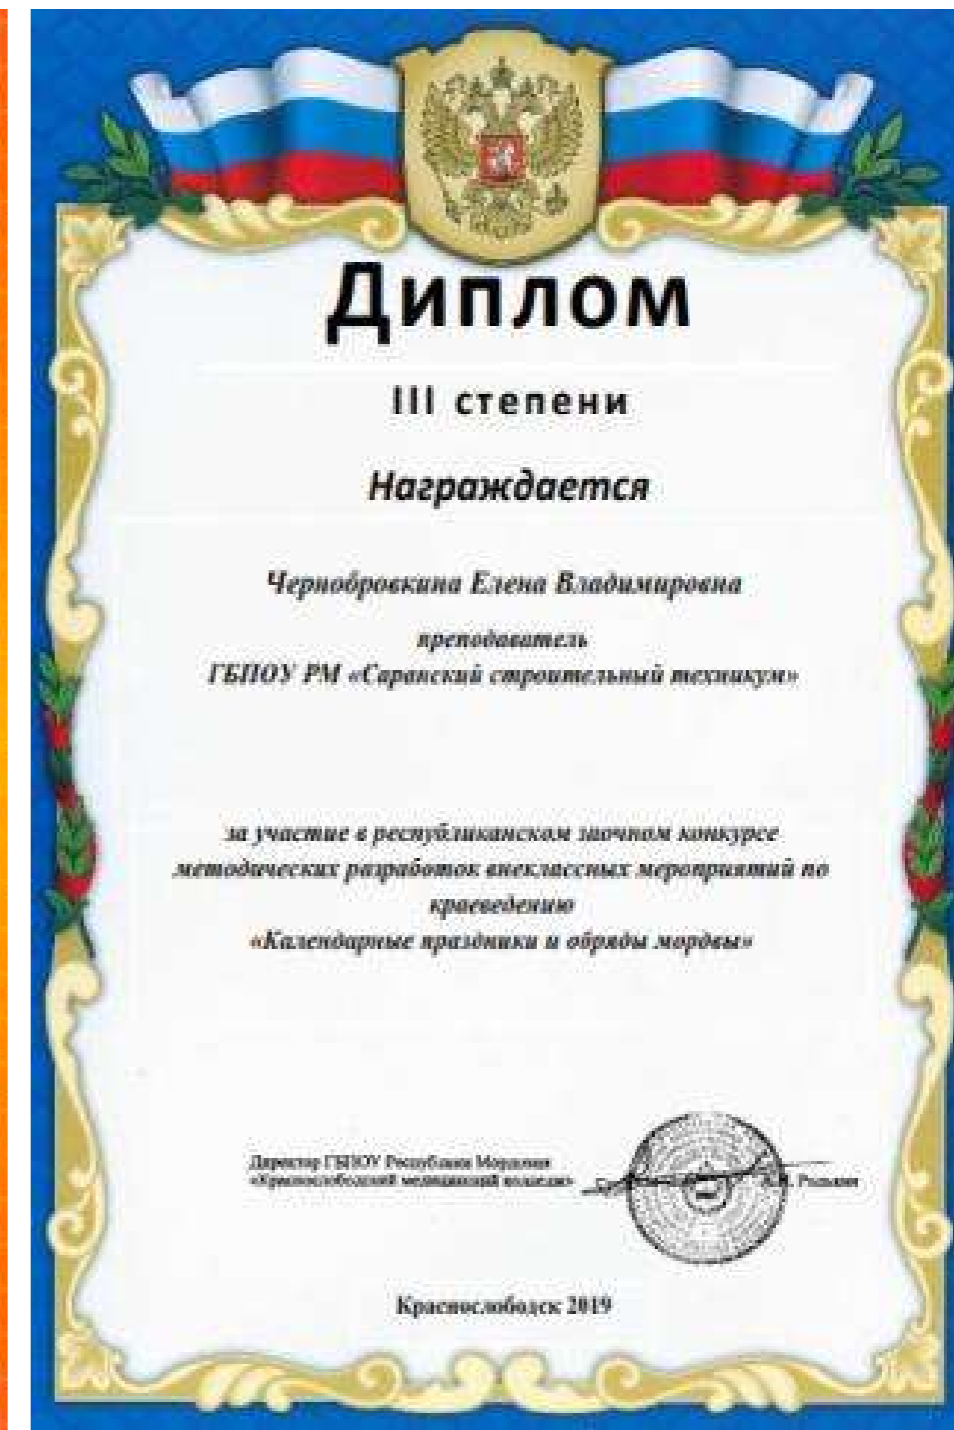 Диплом
III степени
Награждается
Чернобровкина Елена Владимировна
преподаватель
ГБПОУ РМ «Саранский строительный техникум»
за участие в республиканском заочном конкурсе
методических разработок внеклассных мероприятий по
краеведению
«Календарные праздники и обряды мордвы»
Директор ГБПОУ Республики Мордовия
«Краснослободский медицинский колледж»
Краснослободск 2019